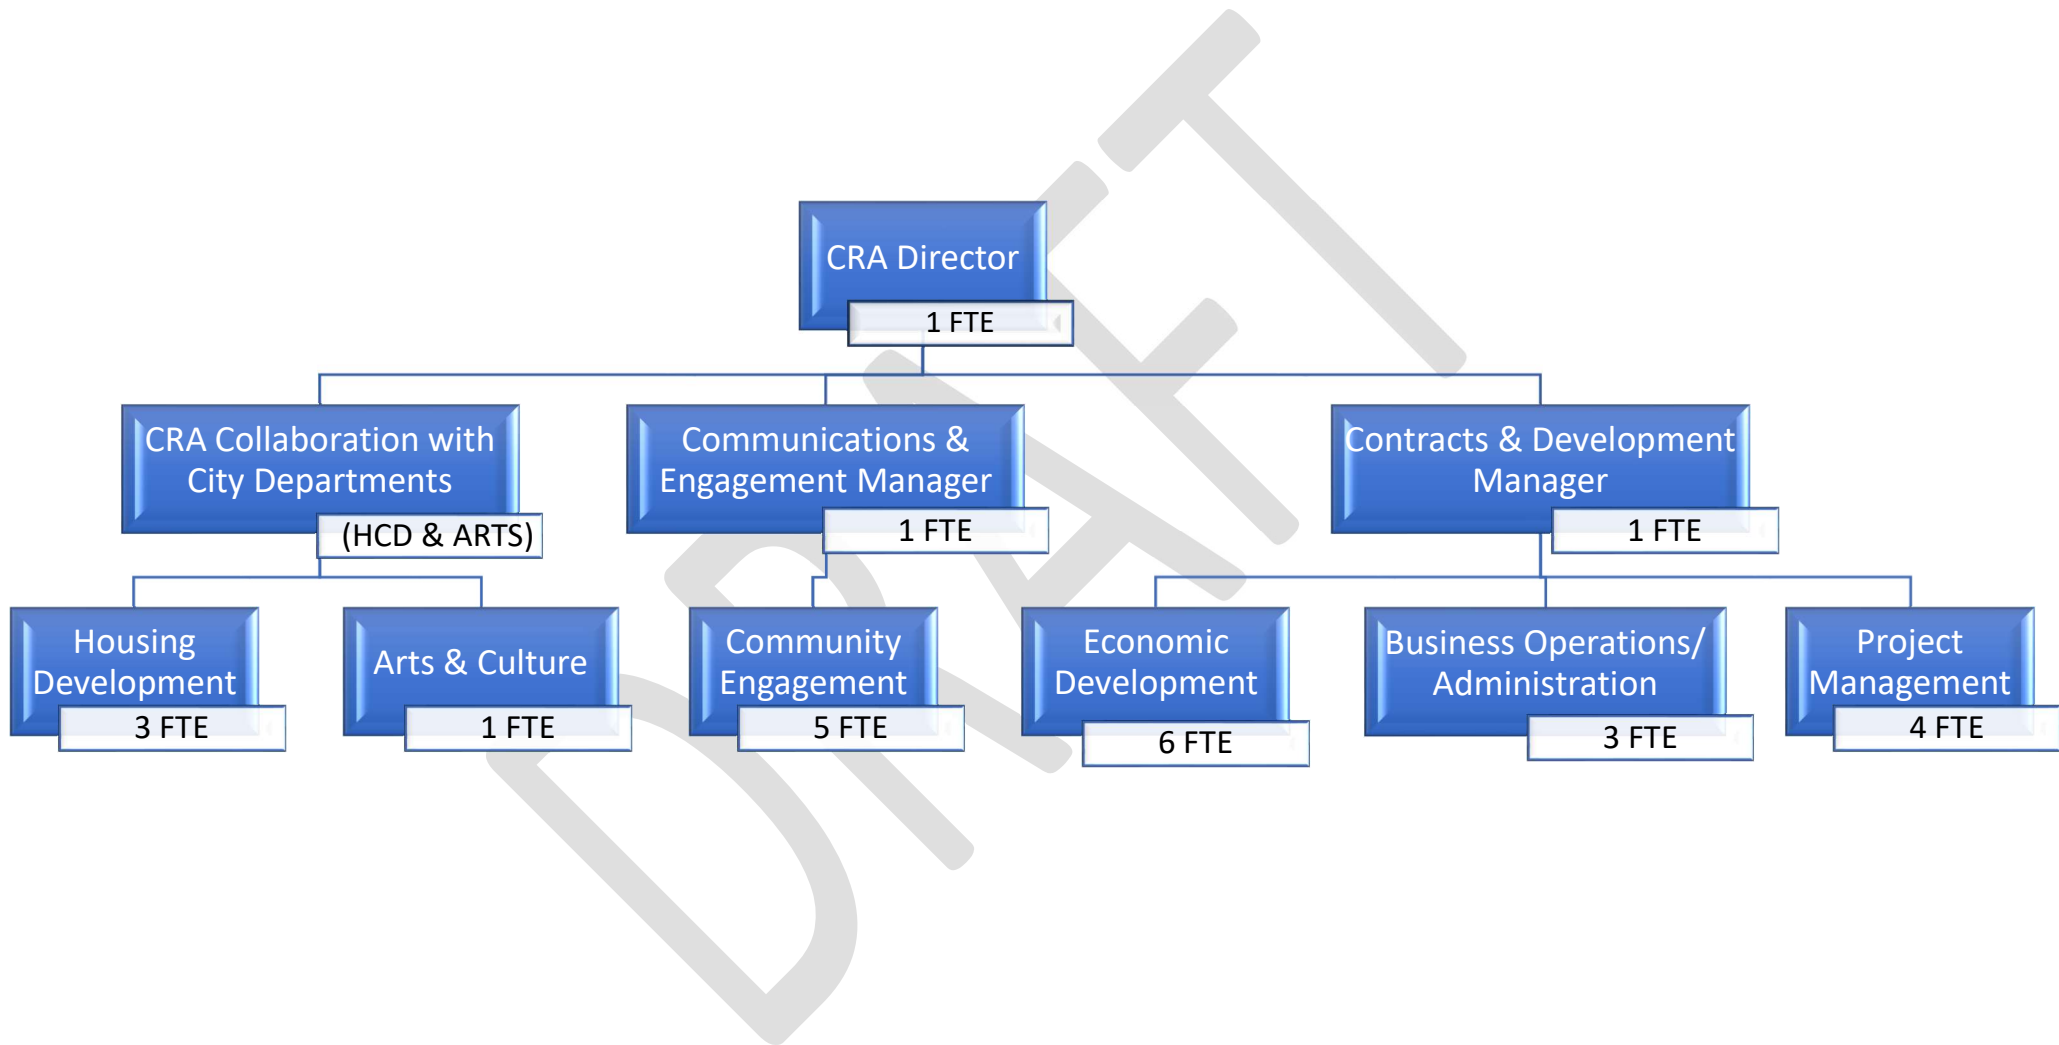 DRAFT
CRA Director
1 FTE
CRA Collaboration with
City Departments
(HCD & ARTS)
Communications &
Engagement Manager
1 FTE
Contracts & Development
Manager
1 FTE
Housing
Development
3 FTE
Arts & Culture
1 FTE
Community
Engagement
5 FTE
Economic
Development
6 FTE
Business Operations/
Administration
3 FTE
Project
Management
4 FTE